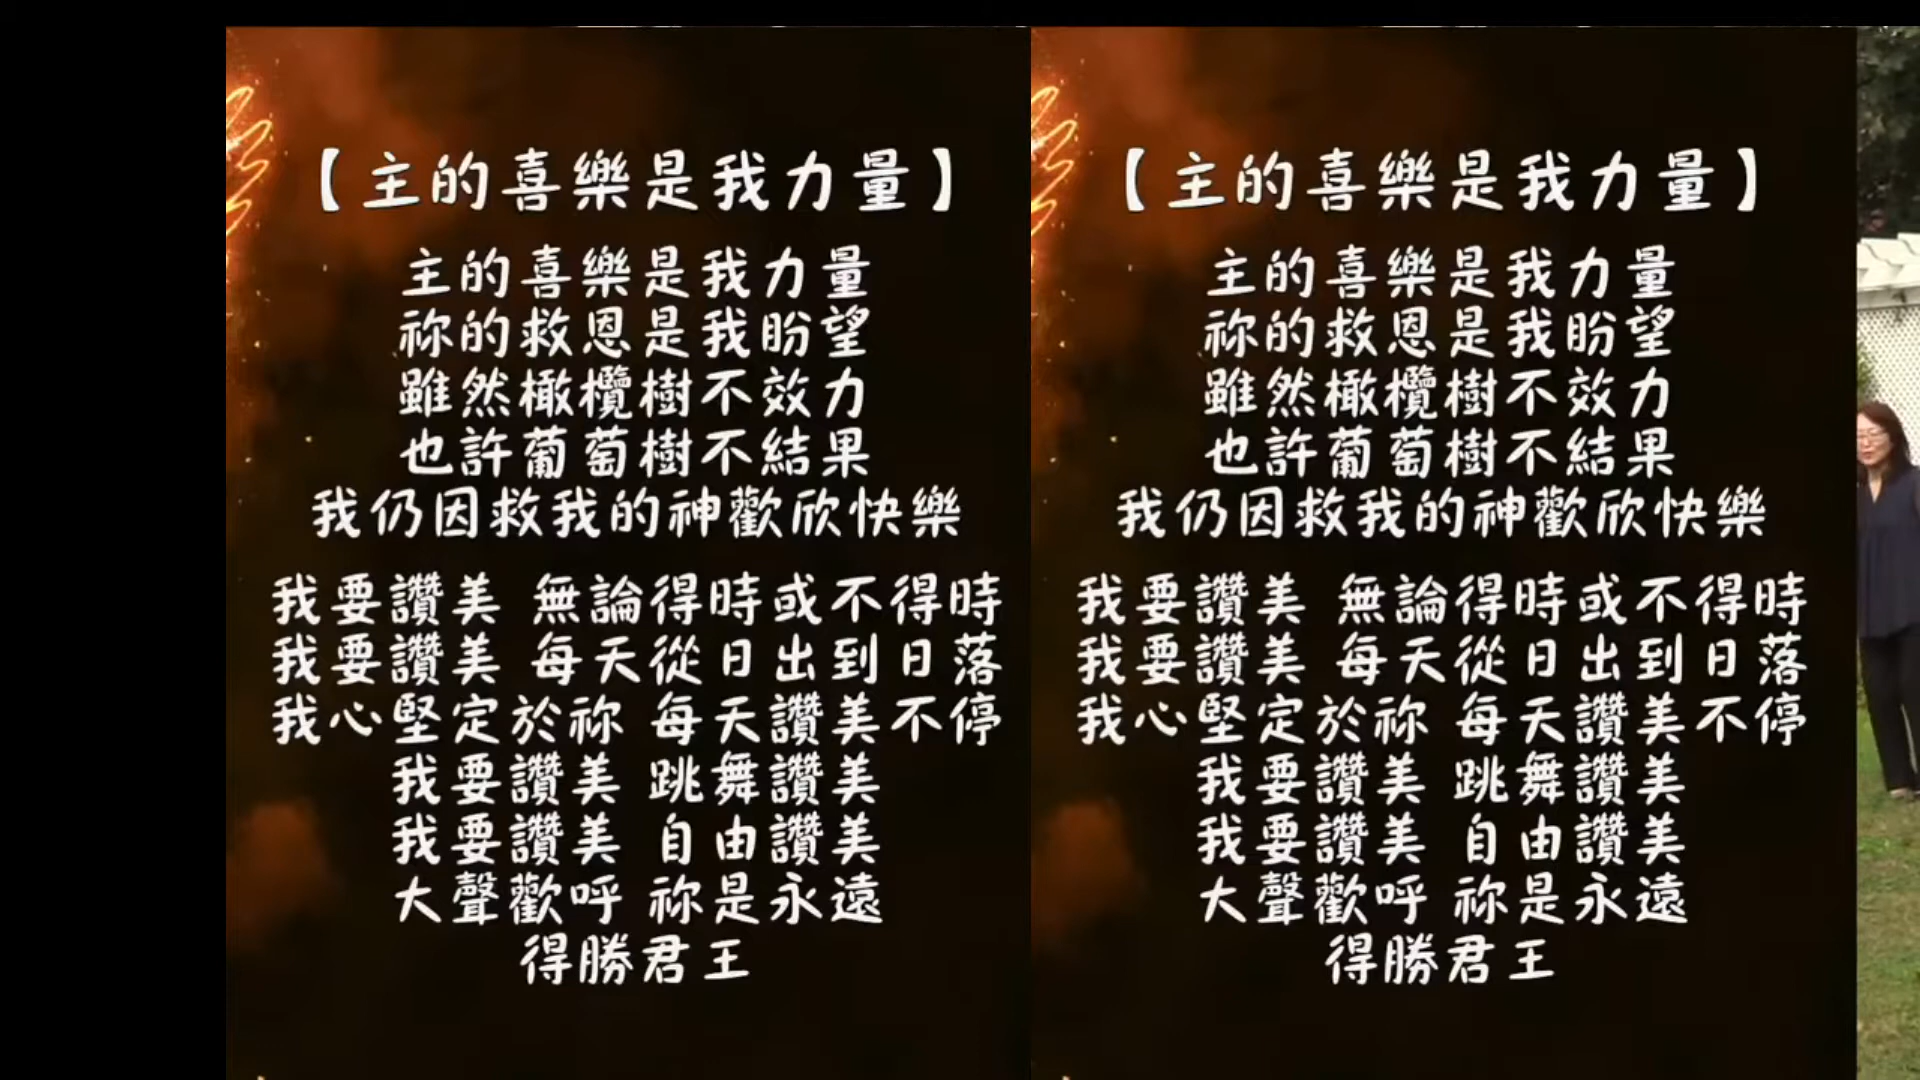 【主的喜樂是我力量】
主的喜樂是我力量
祢的救恩是我盼望
雖然橄欖樹不效力
也許葡萄樹不結果
我仍因救我的神歡欣快樂
我要讚美 無論得時或不得時
我要讚美 每天從日出到日落
我心堅定於祢 每天讚美不停
我要讚美 跳舞讚美
我要讚美 自由讚美
大聲歡呼 祢是永遠
得勝君王
【主的喜樂是我力量】
主的喜樂是我力量
祢的救恩是我盼望
雖然橄欖樹不效力
也許葡萄樹不結果
我仍因救我的神歡欣快樂
我要讚美 無論得時或不得時
我要讚美 每天從日出到日落
我心堅定於祢 每天讚美不停
我要讚美 跳舞讚美
我要讚美 自由讚美
大聲歡呼 祢是永遠
得勝君王